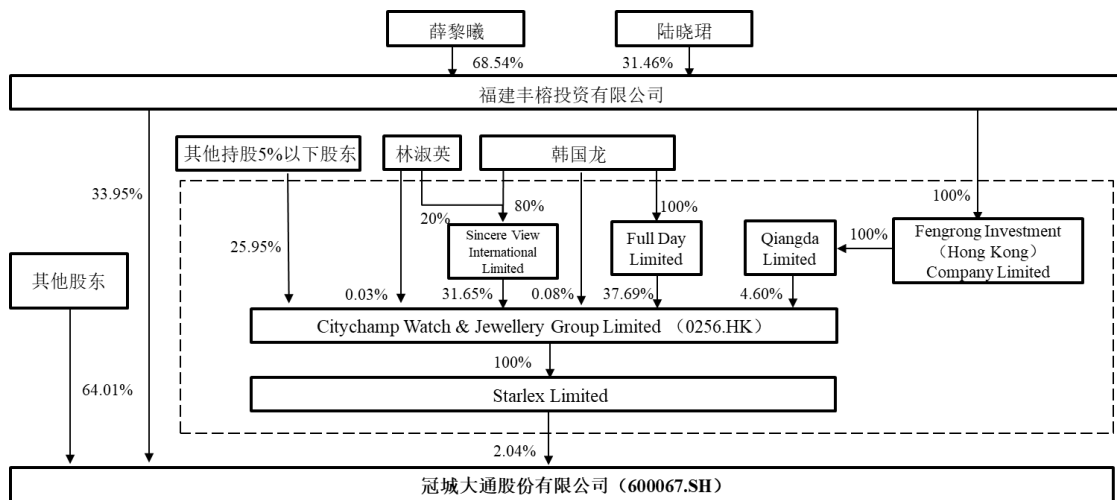 薛黎曦
陆晓珺
68.54%
31.46%
福建丰榕投资有限公司
其他持股5%以下股东
林淑英
韩国龙
33.95%
20%
80%
100%
100%
25.95%
Sincere View
International
Limited
Full Day
Limited
Qiangda
Limited
100%
Fengrong Investment
（Hong Kong）
Company Limited
其他股东
0.03%
31.65%
0.08%
37.69%
4.60%
Citychamp Watch & Jewellery Group Limited （0256.HK）
100%
Starlex Limited
64.01%
2.04%
冠城大通股份有限公司（600067.SH）